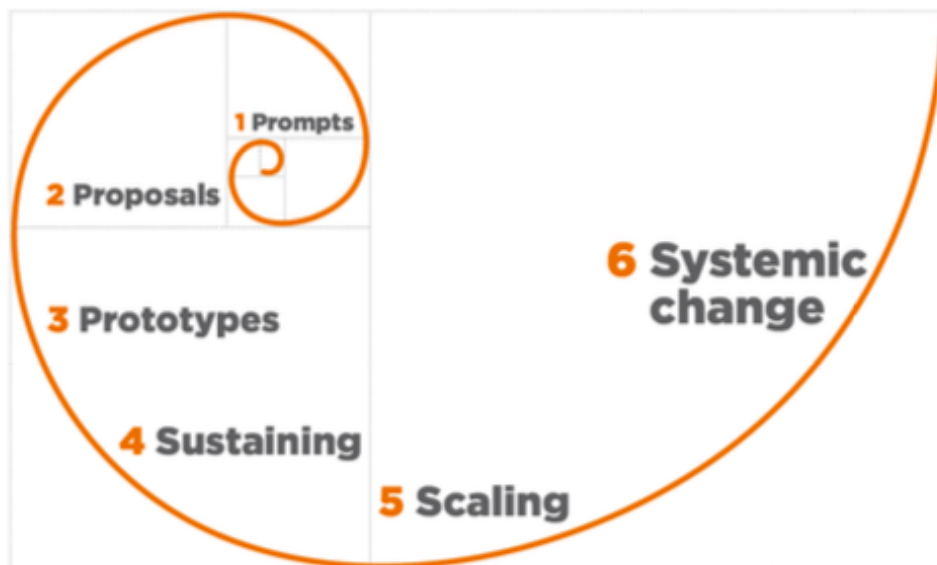 1 Prompts
2 Proposals
3 Prototypes
4 Sustaining
5 Scaling
6 Systemic
change